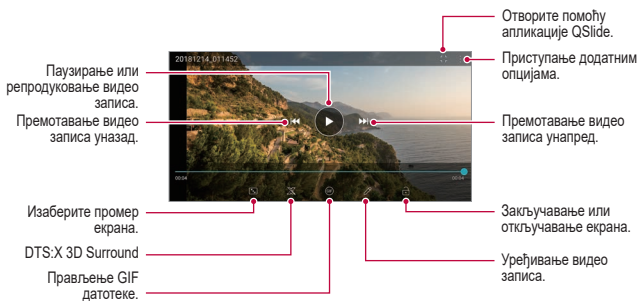 Отворите помоћу
апликације QSlide.
20181214_011452
Приступање додатним
опцијама.
Паузирање или
репродуковање видео
записа.
Премотавање видео
записа уназад.
Премотавање видео
записа унапред.
00:04
00:04
GIF
Изаберите промер
екрана.
Закључавање или
откључавање екрана.
DTS:X 3D Surround
Уређивање видео
записа.
Прављење GIF
датотеке.